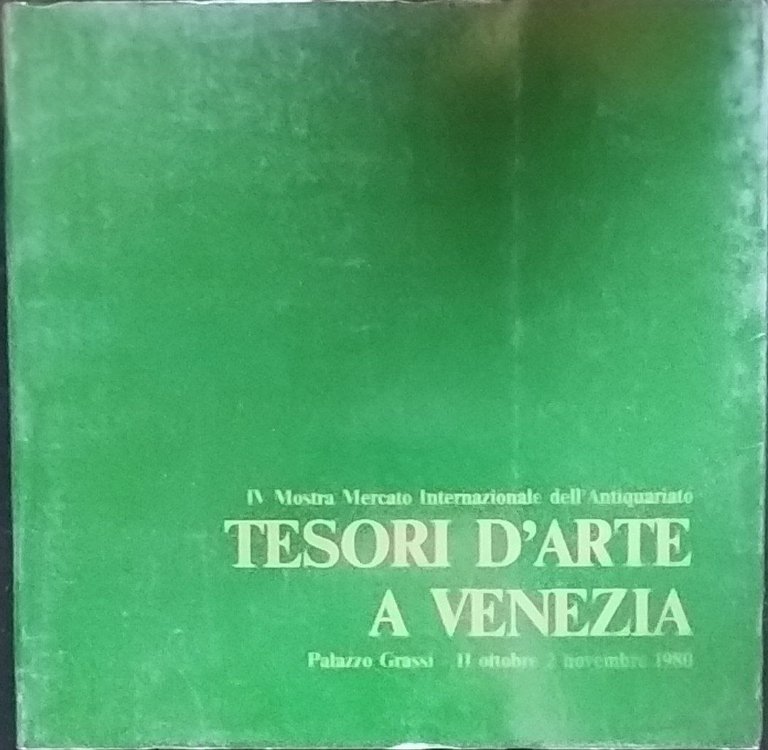 IV Mostra Mercato Internazionale dell'Antiquariato
TESORI D'ARTE
A VENEZIA
Palazzo Grassi - 11 ottobre 2 novembre 1980